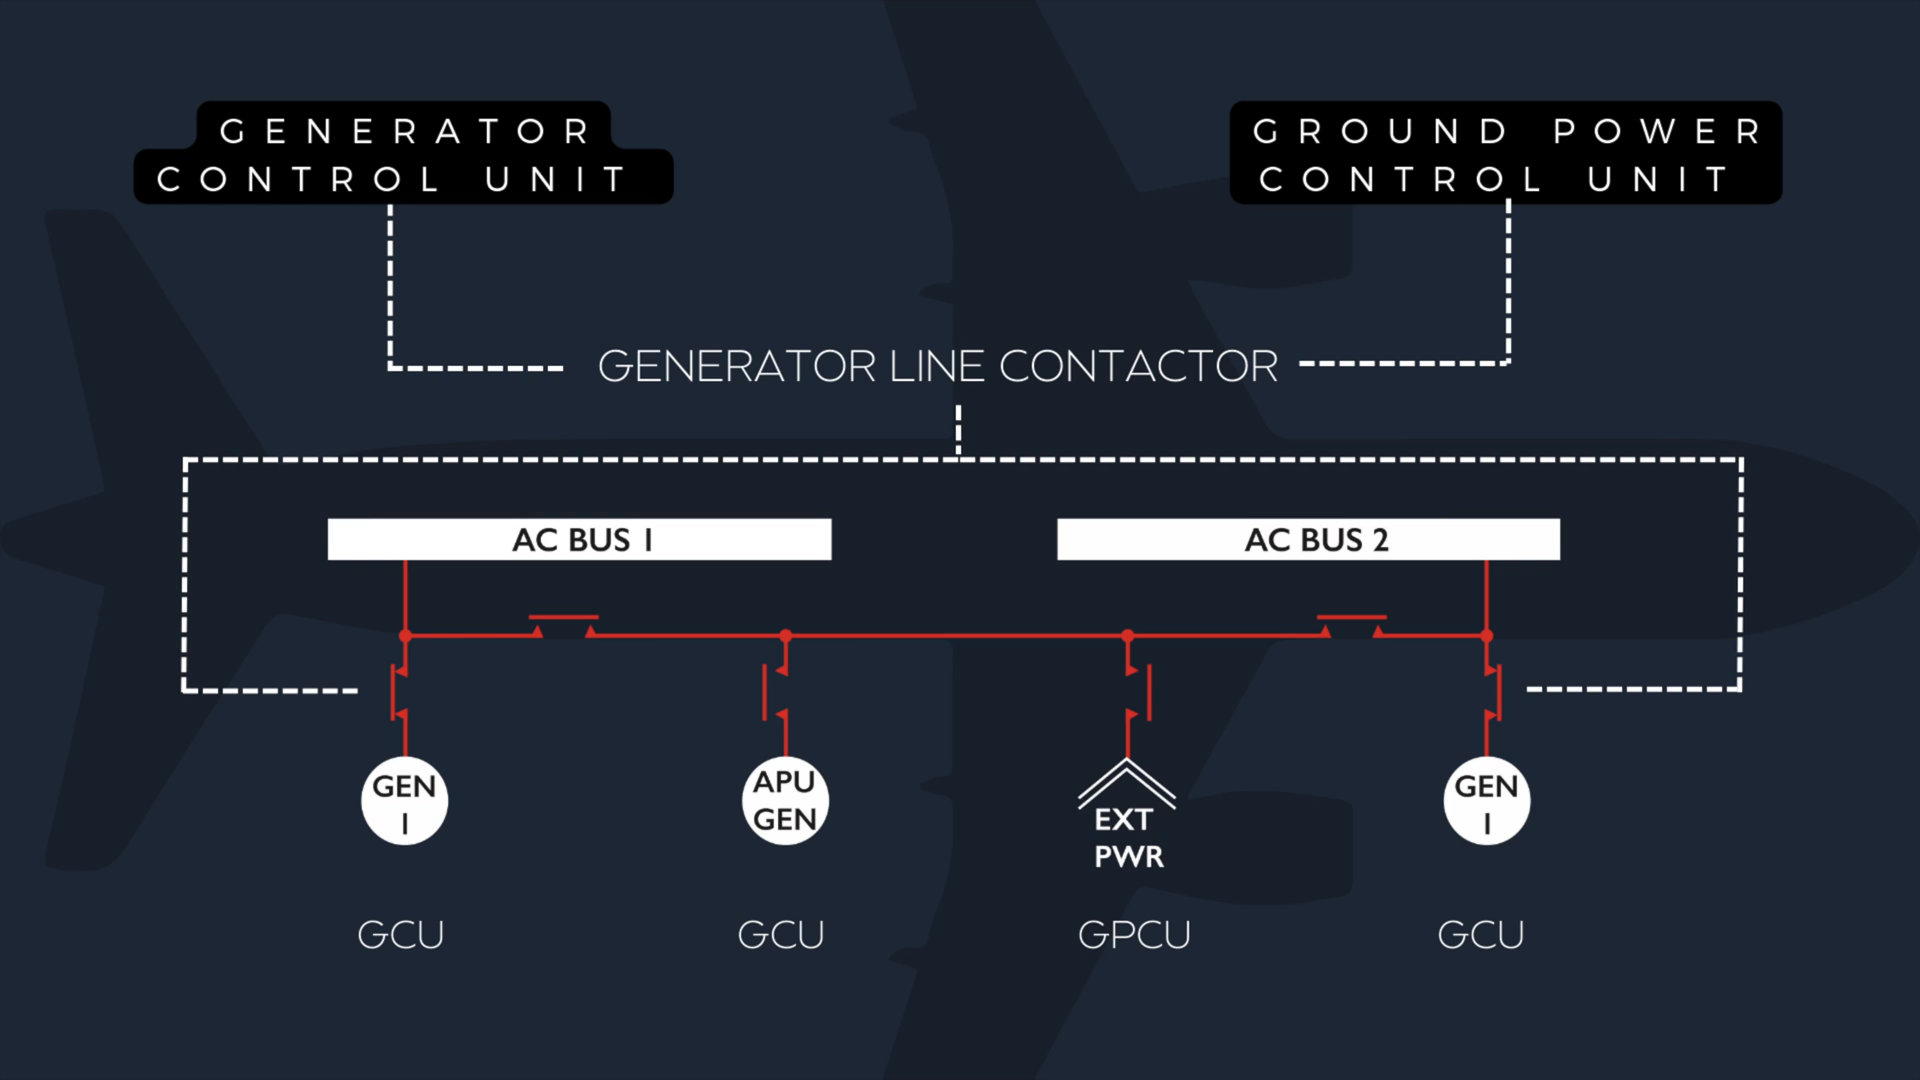 GENERATOR
CONTROL UNIT
GROUND POWER
CONTROL UNIT
GENERATOR LINE CONTACTOR
AC BUS 1
AC BUS 2
GEN
1
APU
GEN
EXT
PWR
GEN
1
GCU
GCU
GPCU
GCU